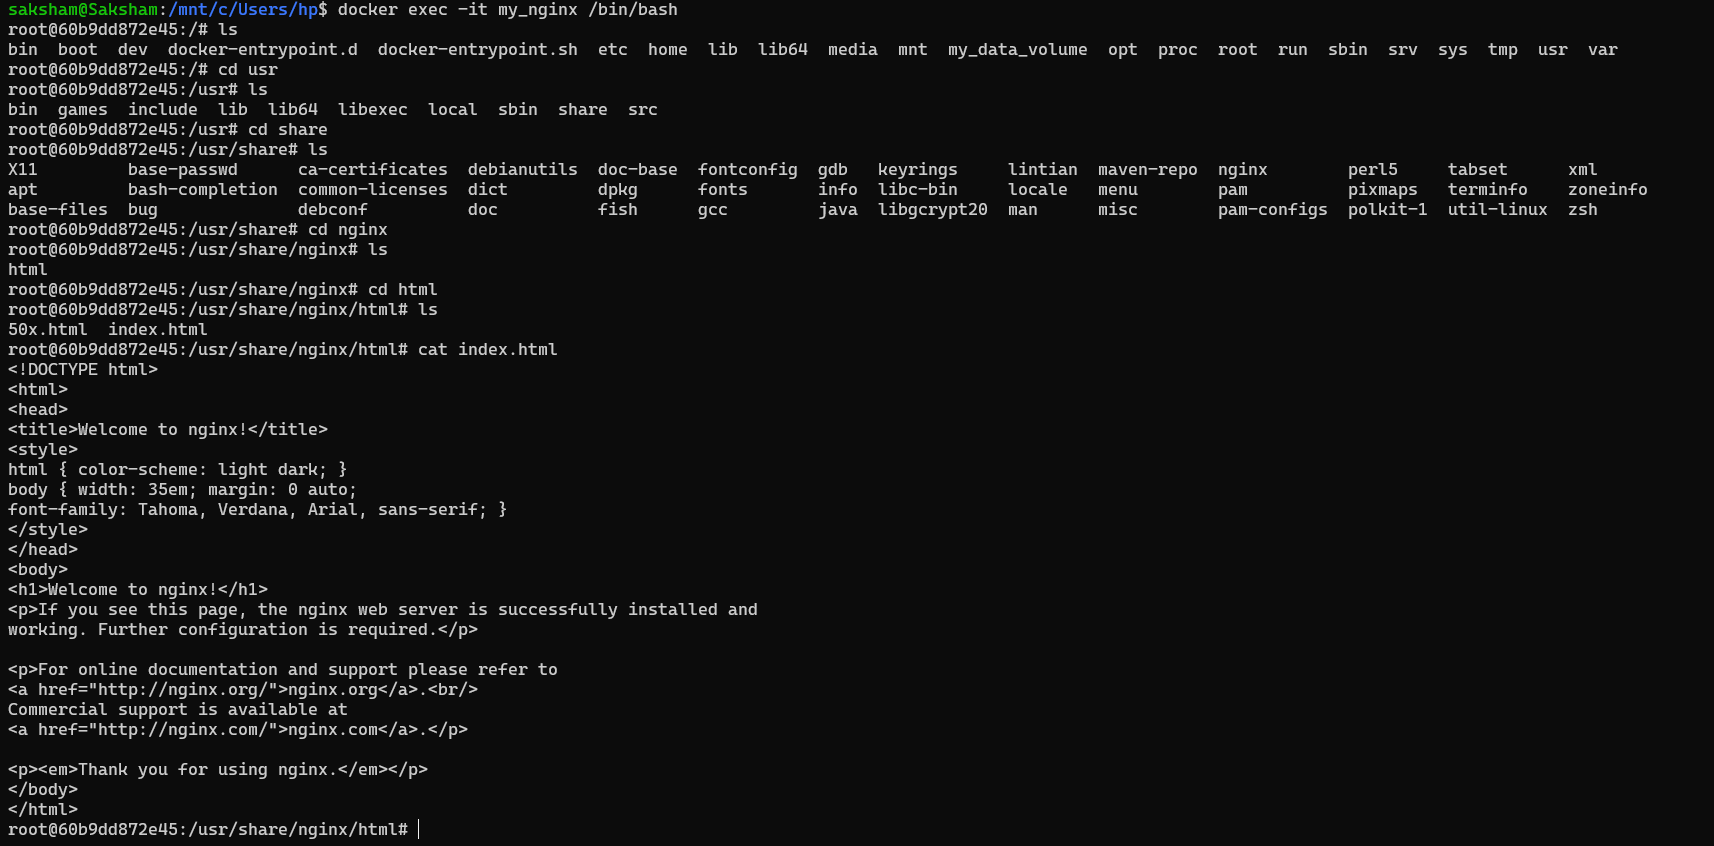 saksham@Saksham:/mnt/c/Users/hp$ docker exec -it my_nginx /bin/bash
root@60b9dd872e45:/# ls
bin  boot  dev  docker-entrypoint.d  docker-entrypoint.sh  etc  home  lib  lib64  media  mnt  my_data_volume  opt  proc  root  run  sbin  srv  sys  tmp  usr  var
root@60b9dd872e45:/# cd usr
root@60b9dd872e45:/usr# ls
bin  games  include  lib  lib64  libexec  local  sbin  share  src
root@60b9dd872e45:/usr# cd share
root@60b9dd872e45:/usr/share# ls
X11         base-passwd      ca-certificates  debianutils  doc-base  fontconfig  gdb   keyrings     lintian  maven-repo  nginx        perl5     tabset      xml
apt         bash-completion  common-licenses  dict         dpkg      fonts       info  libc-bin     locale   menu        pam          pixmaps   terminfo    zoneinfo
base-files  bug              debconf          doc          fish      gcc         java  libgcrypt20  man      misc        pam-configs  polkit-1  util-linux  zsh
root@60b9dd872e45:/usr/share# cd nginx
root@60b9dd872e45:/usr/share/nginx# ls
html
root@60b9dd872e45:/usr/share/nginx# cd html
root@60b9dd872e45:/usr/share/nginx/html# ls
50x.html  index.html
root@60b9dd872e45:/usr/share/nginx/html# cat index.html
<!DOCTYPE html>
<html>
<head>
<title>Welcome to nginx!</title>
<style>
html { color-scheme: light dark; }
body { width: 35em; margin: 0 auto;
font-family: Tahoma, Verdana, Arial, sans-serif; }
</style>
</head>
<body>
<h1>Welcome to nginx!</h1>
<p>If you see this page, the nginx web server is successfully installed and
working. Further configuration is required.</p>

<p>For online documentation and support please refer to
<a href="http://nginx.org/">nginx.org</a>.<br/>
Commercial support is available at
<a href="http://nginx.com/">nginx.com</a>.</p>

<p><em>Thank you for using nginx.</em></p>
</body>
</html>
root@60b9dd872e45:/usr/share/nginx/html#